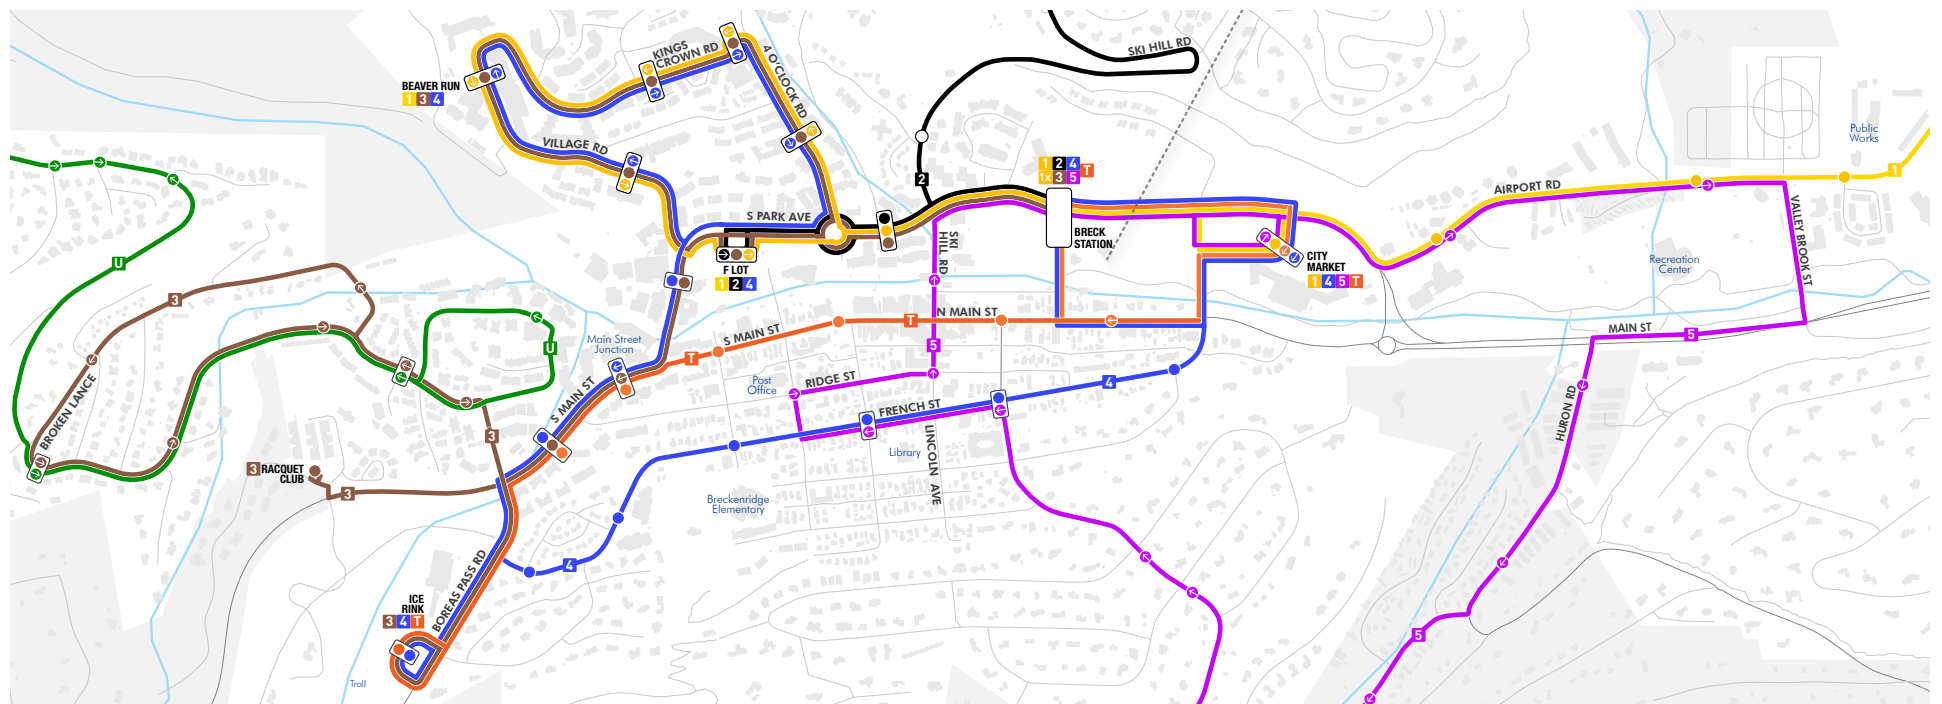 KINGS
CROWN RD
4 O'CLOCK RD
SKI HILL RD
BEAVER RUN
1 3 4
VILLAGE RD
Public
Works
1
1 2 4
1x 3 5
T
2
AIRPORT RD
VALLEY BROOK ST
S PARK AVE
SKI
HILL RD
BRECK
STATION
F LOT
1 2 4
CITY
MARKET
1 4 5 T
Recreation
Center
U
3
N MAIN ST
T
S MAIN ST
T
MAIN ST
5
Main Street
Junction
U
5
Post
Office
RIDGE ST
4
FRENCH ST
S MAIN ST
BROKEN LANCE
HURON RD
LINCOLN AVE
Library
3
3 RACQUET
CLUB
3
Breckenridge
Elementary
4
BOREAS PASS RD
ICE
RINK
3 4 T
5
Troll